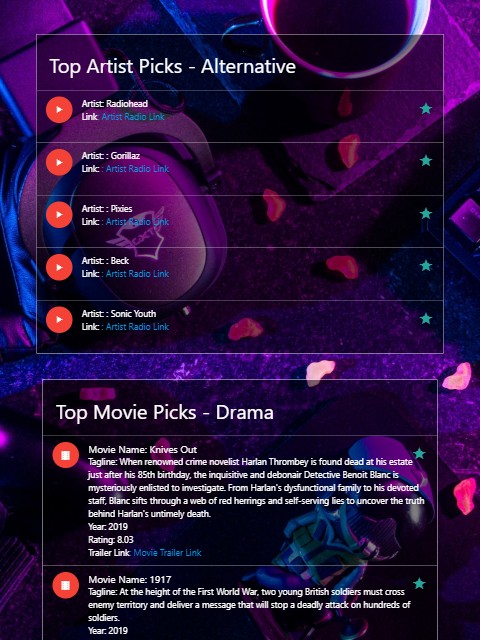 Top Artist Picks - Alternative
Artist: Radiohead
Link: Artist Radio Link
Artist: : Gorillaz
Link: : Artist Radio Link
Artist: : Pixies
Link: : Artist Radio Link
Artist: : Beck
Link: : Artist Radio Link
Artist: : Sonic Youth
Link: : Artist Radio Link
Top Movie Picks - Drama
Movie Name: Knives Out
Tagline: When renowned crime novelist Harlan Thrombey is found dead at his estate
just after his 85th birthday, the inquisitive and debonair Detective Benoit Blanc is
mysteriously enlisted to investigate. From Harlan's dysfunctional family to his devoted
staff, Blanc sifts through a web of red herrings and self-serving lies to uncover the truth
behind Harlan's untimely death.
Year: 2019
Rating: 8.03
Trailer Link: Movie Trailer Link
Movie Name: 1917
Tagline: At the height of the First World War, two young British soldiers must cross
enemy territory and deliver a message that will stop a deadly attack on hundreds of
soldiers.
Year: 2019